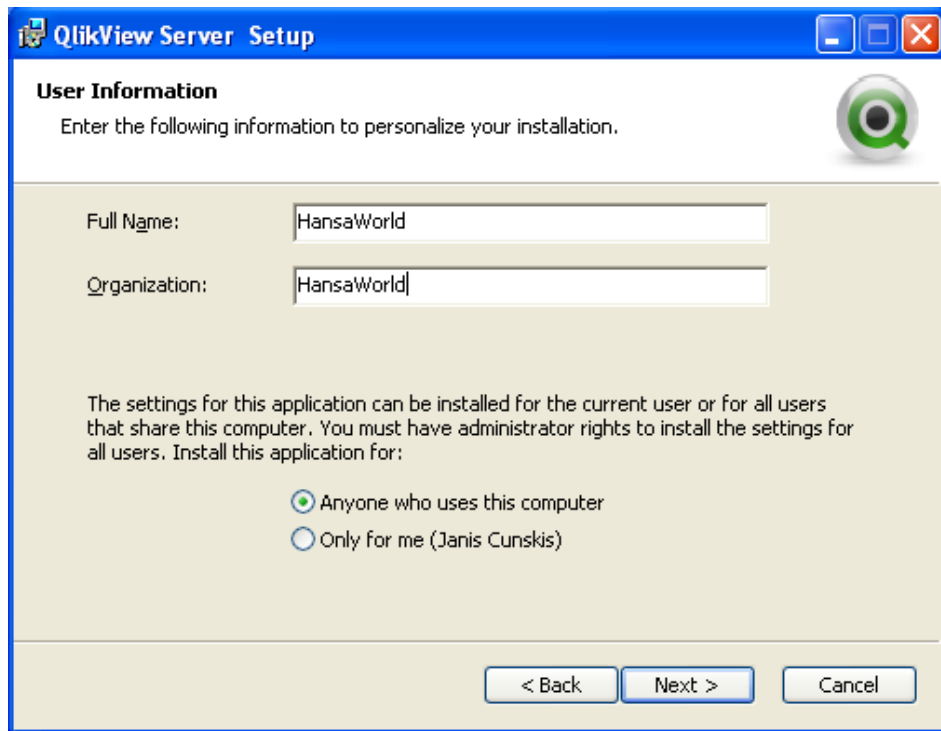 QlikView Server Setup
User Information
Enter the following information to personalize your installation.
Full Name: HansaWorld
Organization: HansaWorld
The settings for this application can be installed for the current user or for all users
that share this computer. You must have administrator rights to install the settings for
all users. Install this application for:
Anyone who uses this computer
Only for me (Janis Cunskis)
< Back Next > Cancel